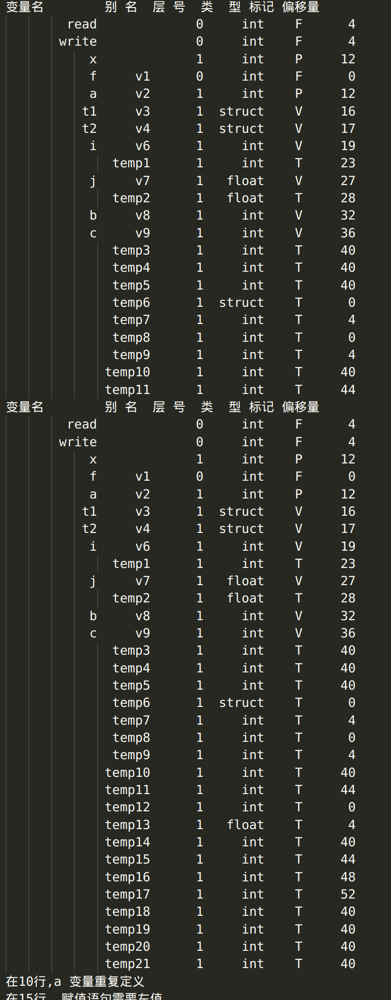 变量名 别 名 层 号 类 型 标记 偏移量
read 0 int F 4
write 0 int F 4
x 1 int P 12
f v1 0 int F 0
a v2 1 int P 12
t1 v3 1 struct V 16
t2 v4 1 struct V 17
i v6 1 int V 19
temp1 1 int T 23
j v7 1 float V 27
temp2 1 float T 28
b v8 1 int V 32
c v9 1 int V 36
temp3 1 int T 40
temp4 1 int T 40
temp5 1 int T 40
temp6 1 struct T 0
temp7 1 int T 4
temp8 1 int T 0
temp9 1 int T 4
temp10 1 int T 40
temp11 1 int T 44
变量名 别 名 层 号 类 型 标记 偏移量
read 0 int F 4
write 0 int F 4
x 1 int P 12
f v1 0 int F 0
a v2 1 int P 12
t1 v3 1 struct V 16
t2 v4 1 struct V 17
i v6 1 int V 19
temp1 1 int T 23
j v7 1 float V 27
temp2 1 float T 28
b v8 1 int V 32
c v9 1 int V 36
temp3 1 int T 40
temp4 1 int T 40
temp5 1 int T 40
temp6 1 struct T 0
temp7 1 int T 4
temp8 1 int T 0
temp9 1 int T 4
temp10 1 int T 40
temp11 1 int T 44
temp12 1 int T 0
temp13 1 float T 4
temp14 1 int T 40
temp15 1 int T 44
temp16 1 int T 48
temp17 1 int T 52
temp18 1 int T 40
temp19 1 int T 40
temp20 1 int T 40
temp21 1 int T 40
在10行,a 变量重复定义
在15行 赋值语句需要左值